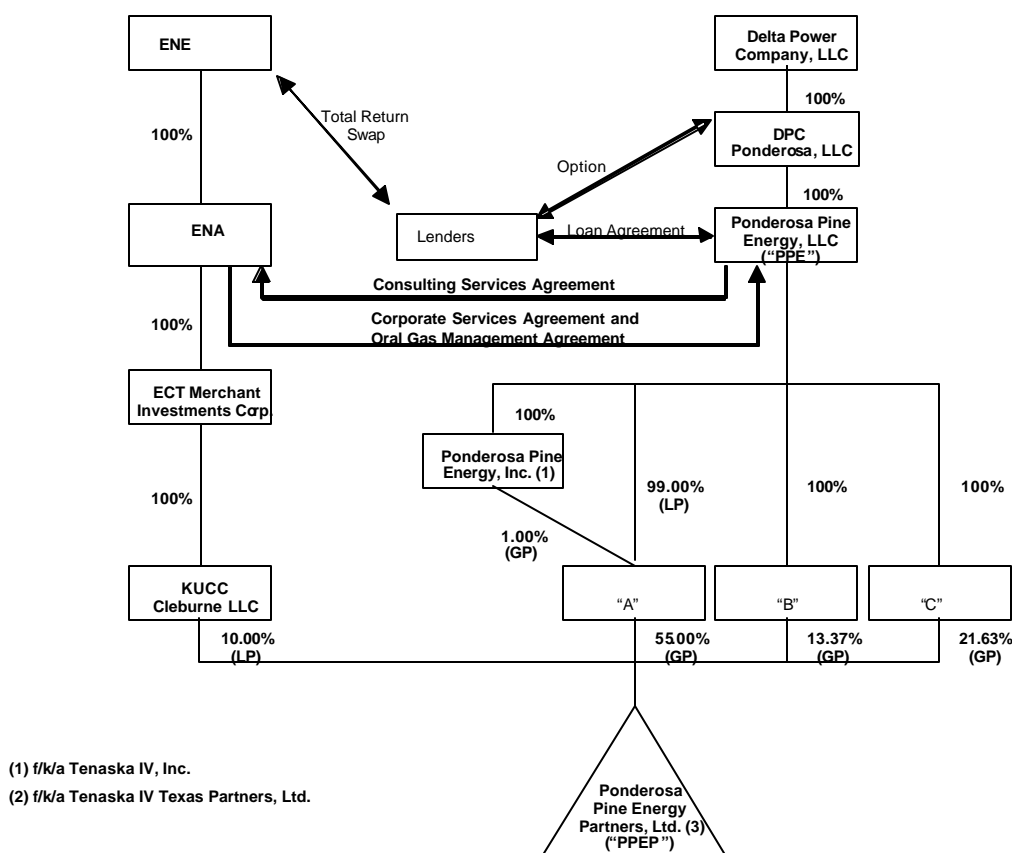 ENE
Delta Power
Company, LLC
100%
Total Return
Swap
100%
DPC
Ponderosa, LLC
Option
100%
ENA
Lenders
Loan Agreement
Ponderosa Pine
Energy, LLC
("PPE")
Consulting Services Agreement
Corporate Services Agreement and
Oral Gas Management Agreement
100%
ECT Merchant
Investments Corp.
100%
Ponderosa Pine
Energy, Inc. (1)
100%
99.00%
(LP)
100%
100%
1.00%
(GP)
KUCC
Cleburne LLC
"A"
"B"
"C"
10.00%
(LP)
55.00%
(GP)
13.37%
(GP)
21.63%
(GP)
(1) f/k/a Tenaska IV, Inc.
(2) f/k/a Tenaska IV Texas Partners, Ltd.
Ponderosa
Pine Energy
Partners, Ltd. (3)
("PPEP")